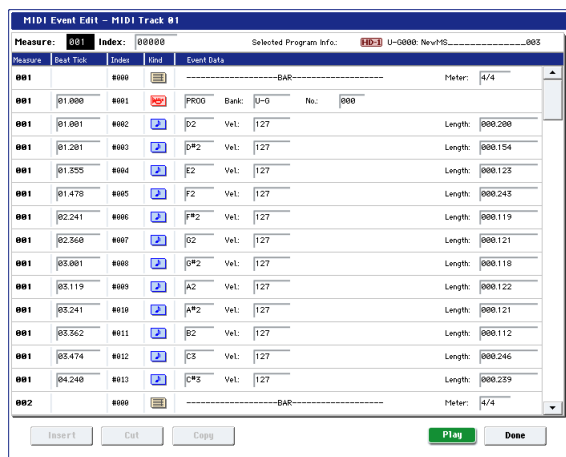 MIDI Event Edit – MIDI Track 01
Measure: 001 Index: 00000 Selected Program Info.: HD-1 U-G000: NewMS______________003
Measure Beat Tick Index Kind Event Data
001 #000 --------------------BAR-------------------- Meter: 4/4
001 01.000 #001 PROG Bank: U-G No.: 000
001 01.001 #002 D2 Vel.: 127 Length: 000.200
001 01.201 #003 D#2 Vel.: 127 Length: 000.154
001 01.355 #004 E2 Vel.: 127 Length: 000.123
001 01.478 #005 F2 Vel.: 127 Length: 000.243
001 02.241 #006 F#2 Vel.: 127 Length: 000.119
001 02.360 #007 G2 Vel.: 127 Length: 000.121
001 03.001 #008 G#2 Vel.: 127 Length: 000.118
001 03.119 #009 A2 Vel.: 127 Length: 000.122
001 03.241 #010 A#2 Vel.: 127 Length: 000.121
001 03.362 #011 B2 Vel.: 127 Length: 000.112
001 03.474 #012 C3 Vel.: 127 Length: 000.246
001 04.240 #013 C#3 Vel.: 127 Length: 000.239
002 #000 --------------------BAR-------------------- Meter: 4/4
Insert Cut Copy Play Done